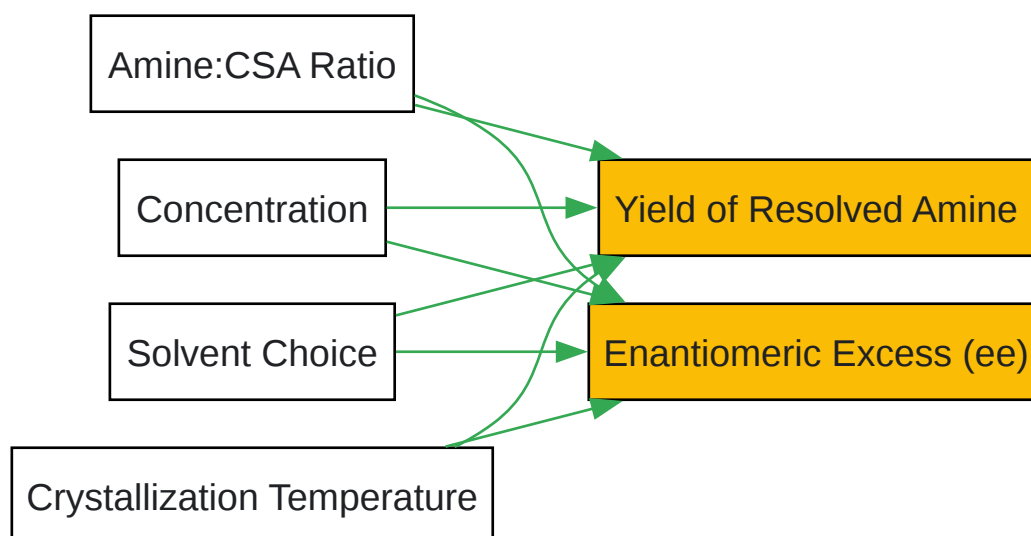 Amine:CSA Ratio
Concentration
Solvent Choice
Crystallization Temperature
Yield of Resolved Amine
Enantiomeric Excess (ee)